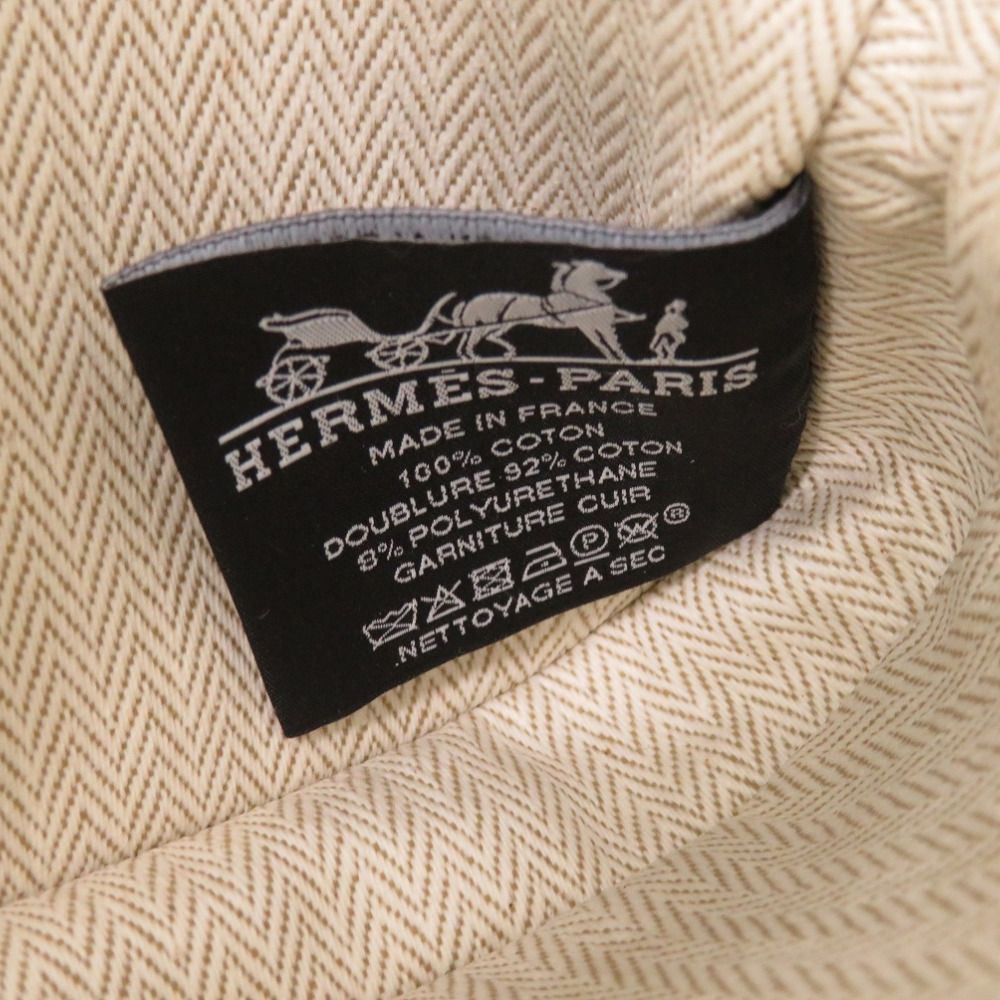 HERMÈS-PARIS
MADE IN FRANCE
100% COTON
DOUBLURE 92% COTON
8% POLYURETHANE
GARNITURE CUIR
P ®
NETTOYAGE A SEC